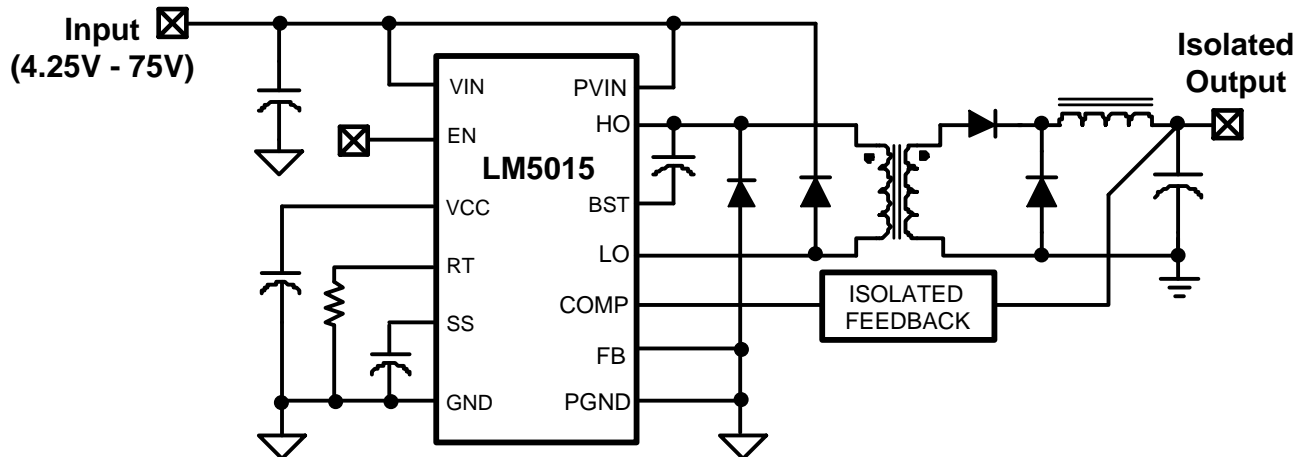 Input
(4.25V - 75V)
Isolated
Output
VIN
PVIN
EN
HO
LM5015
BST
VCC
LO
RT
COMP
ISOLATED
FEEDBACK
SS
FB
GND
PGND